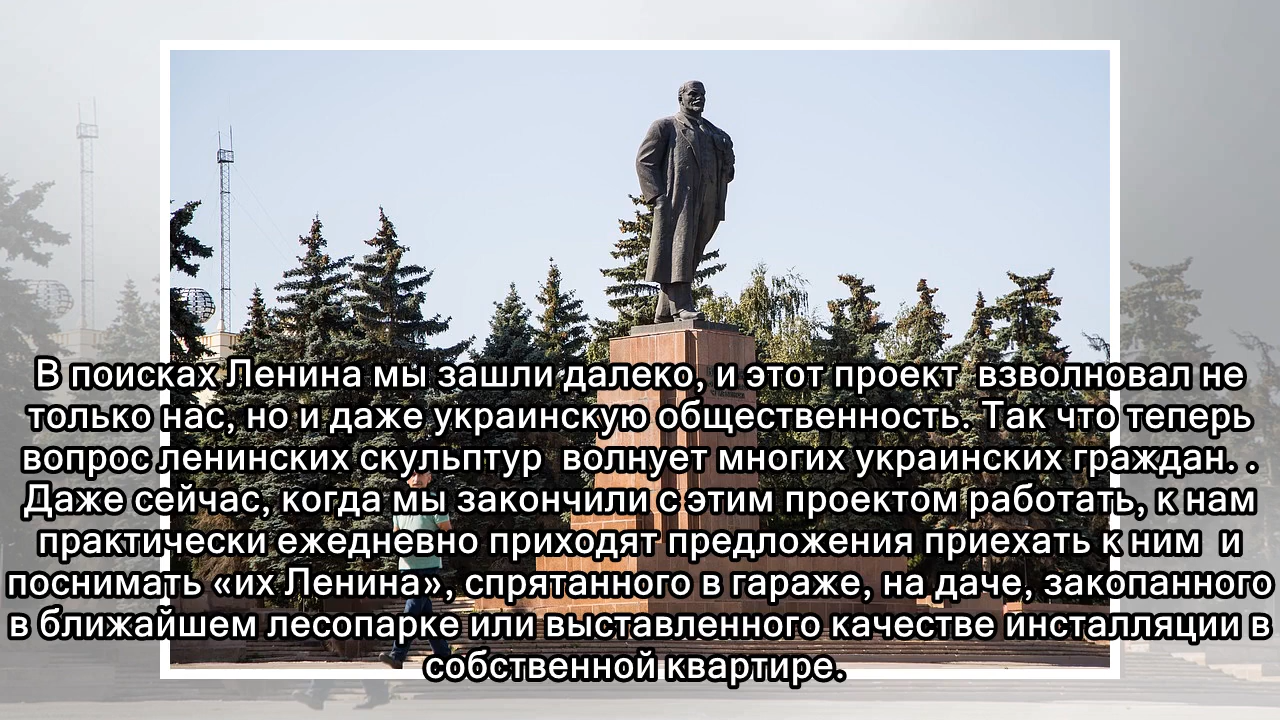 В поисках Ленина мы зашли далеко, и этот проект  взволновал не
только нас, но и даже украинскую общественность. Так что теперь
вопрос ленинских скульптур  волнует многих украинских граждан. .
Даже сейчас, когда мы закончили с этим проектом работать, к нам
практически ежедневно приходят предложения приехать к ним  и
поснимать «их Ленина», спрятанного в гараже, на даче, закопанного
в ближайшем лесопарке или выставленного качестве инсталляции в
собственной квартире.